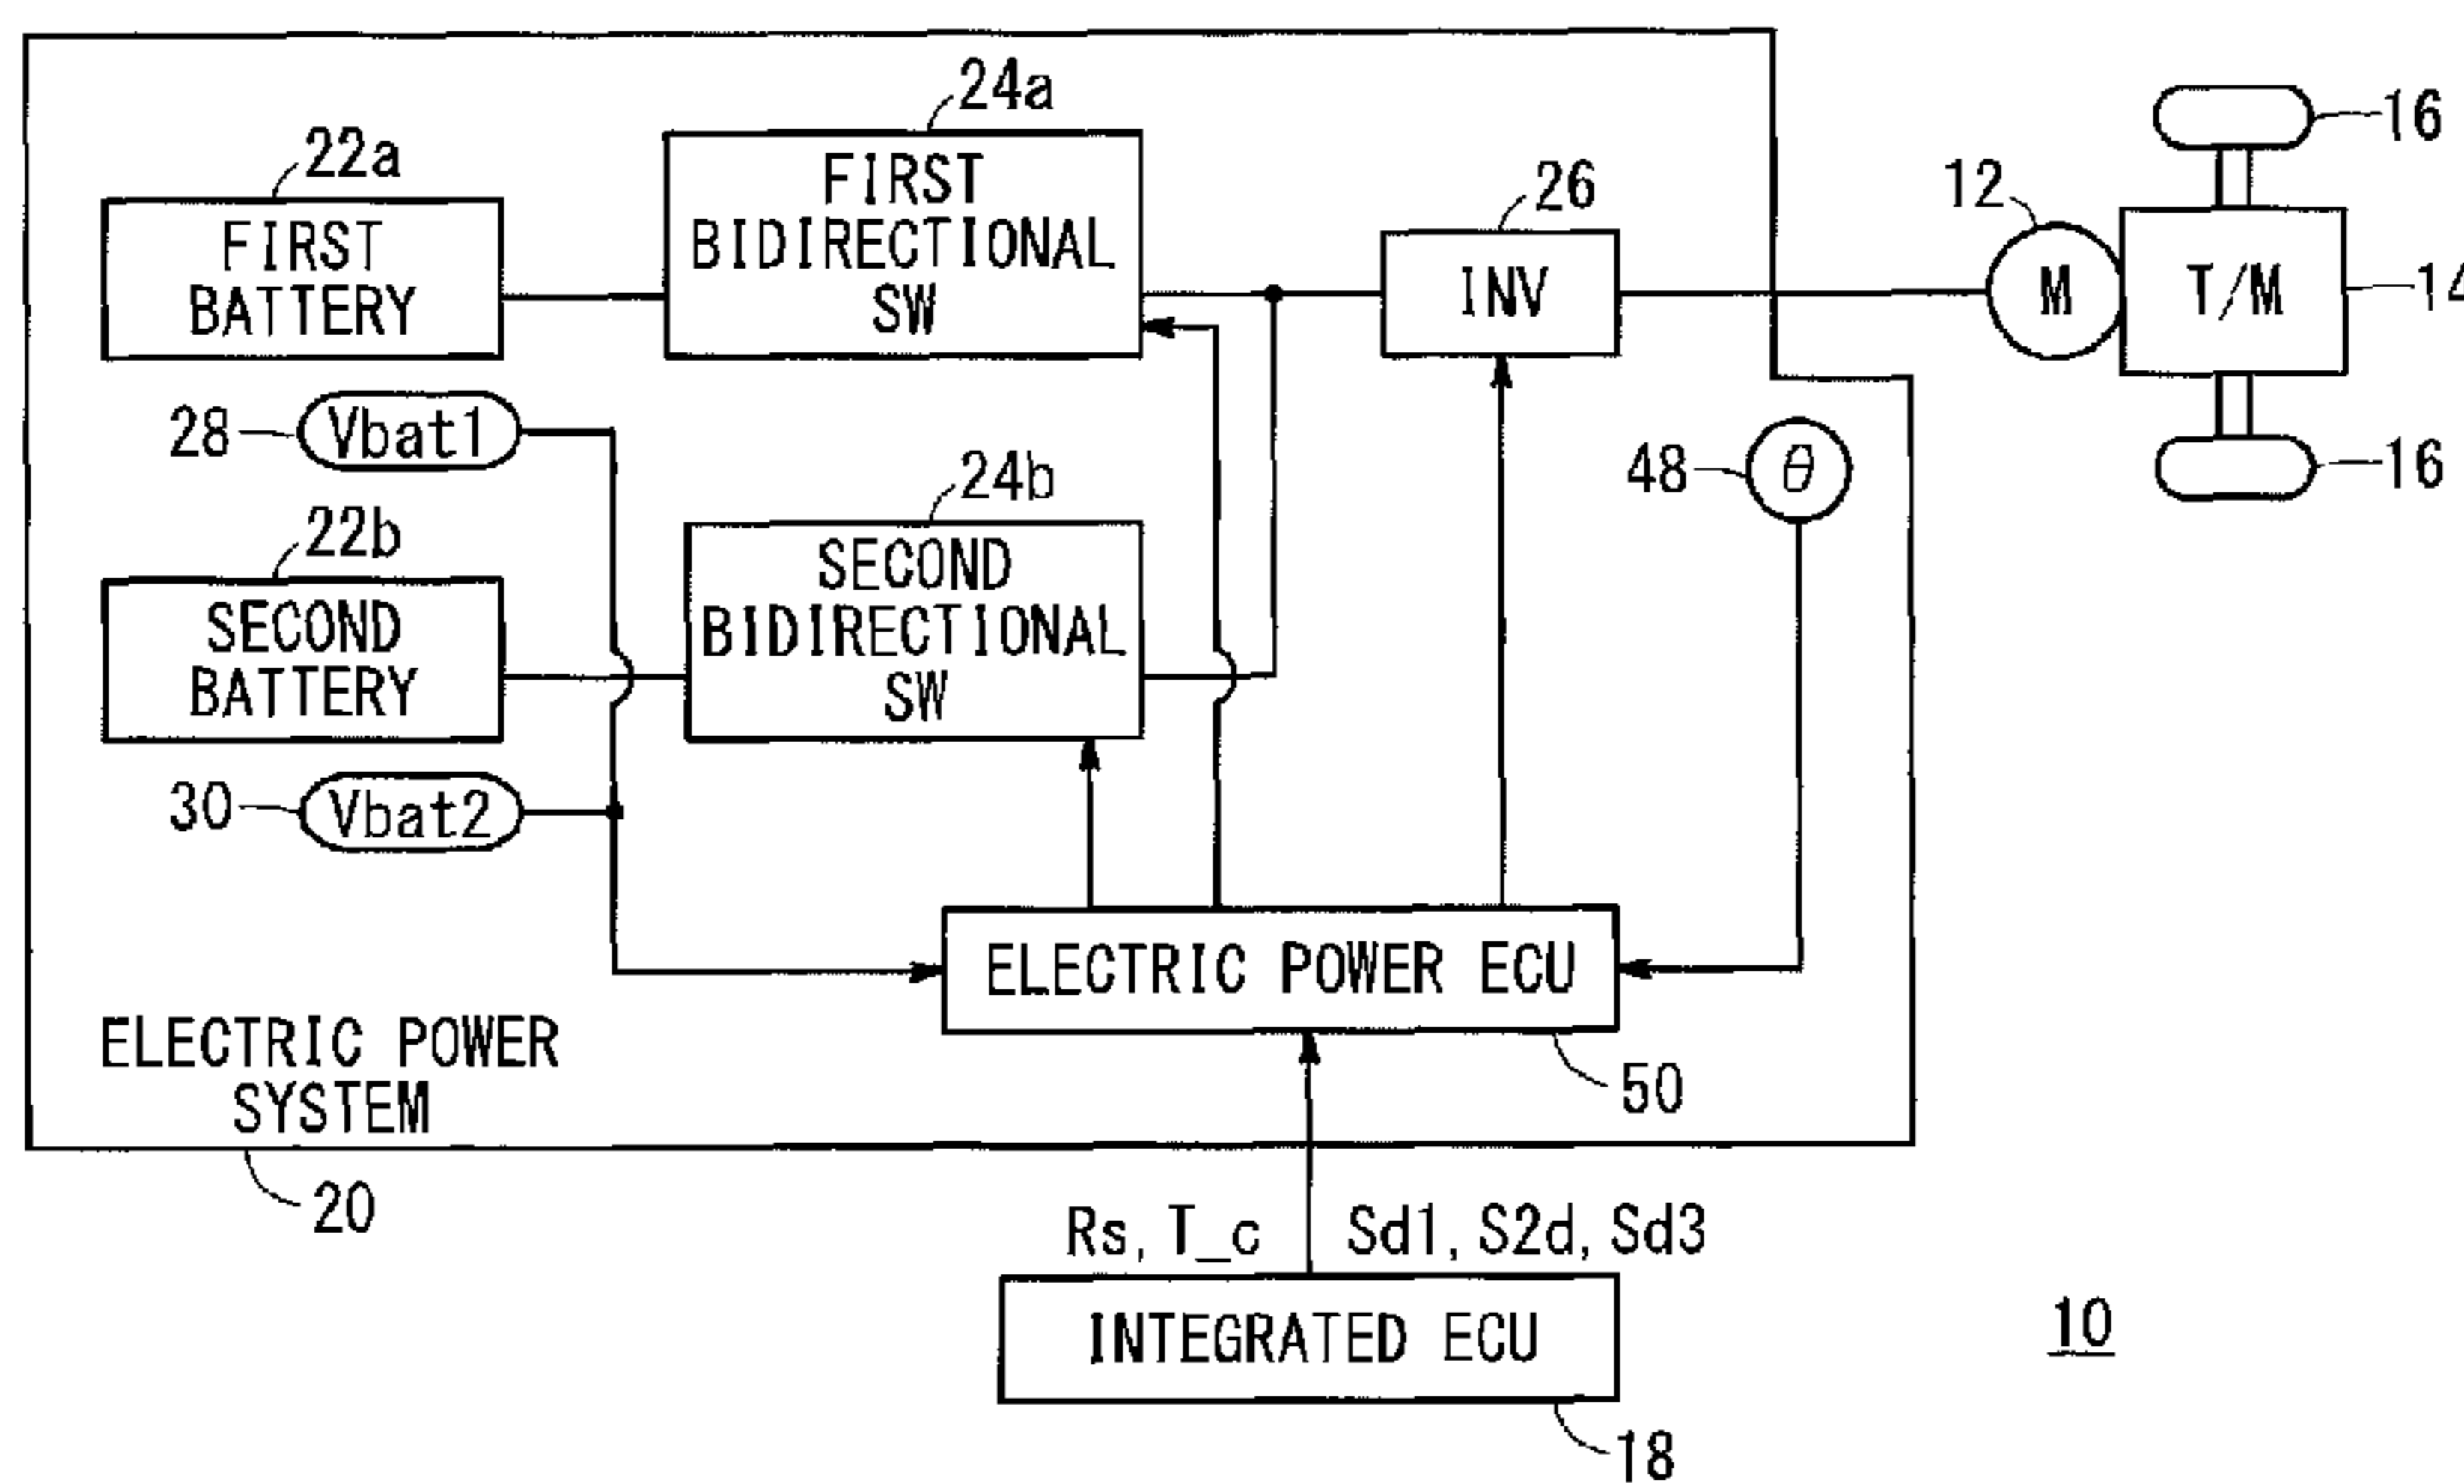 24a
16
22a
FIRST
BIDIRECTIONAL
SW
26
12
FIRST
BATTERY
INV
M
T/M
14
28
Vbat1
24b
48
θ
16
22b
SECOND
BATTERY
SECOND
BIDIRECTIONAL
SW
30
Vbat2
ELECTRIC POWER ECU
ELECTRIC POWER
SYSTEM
50
20
Rs, T_c
Sd1, S2d, Sd3
INTEGRATED ECU
10
18